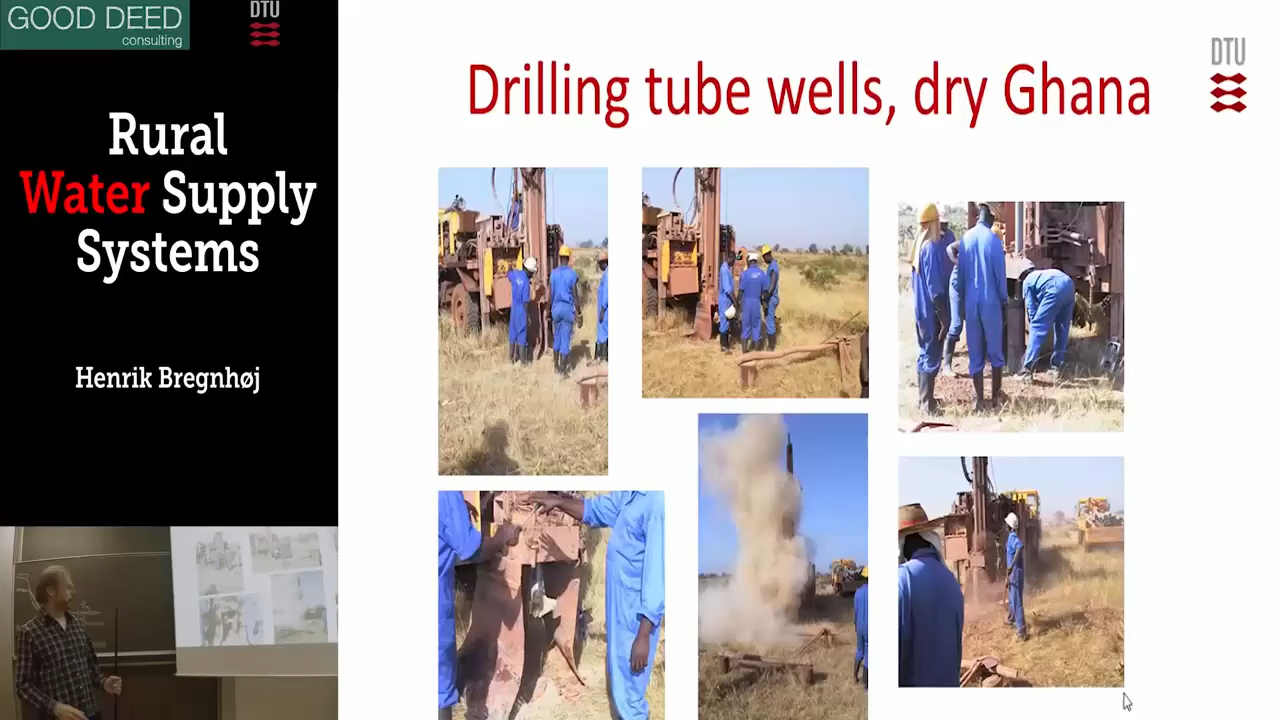 GOOD DEED
consulting
DTU
Rural
Water Supply
Systems
Henrik Bregnhøj
Drilling tube wells, dry Ghana
DTU